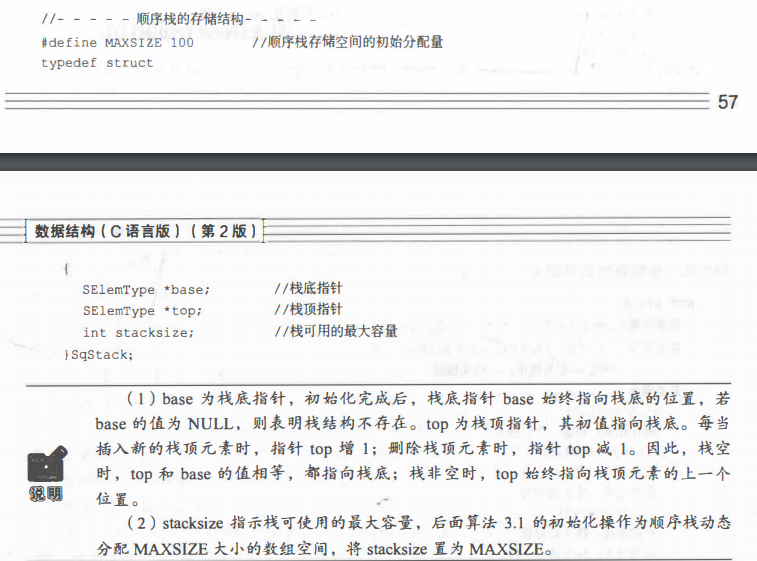 //- - - - - 顺序栈的存储结构- - - - -
#define MAXSIZE 100 //顺序栈存储空间的初始分配量
typedef struct
57
数据结构（C 语言版）（第 2 版）
{
SElemType *base; //栈底指针
SElemType *top; //栈顶指针
int stacksize; //栈可用的最大容量
}SqStack;
（1）base 为栈底指针，初始化完成后，栈底指针 base 始终指向栈底的位置，若
base 的值为 NULL，则表明栈结构不存在。top 为栈顶指针，其初值指向栈底。每当
插入新的栈顶元素时，指针 top 增 1；删除栈顶元素时，指针 top 减 1。因此，栈空
时，top 和 base 的值相等，都指向栈底；栈非空时，top 始终指向栈顶元素的上一个
位置。
说明
（2）stacksize 指示栈可使用的最大容量，后面算法 3.1 的初始化操作为顺序栈动态
分配 MAXSIZE 大小的数组空间，将 stacksize 置为 MAXSIZE。